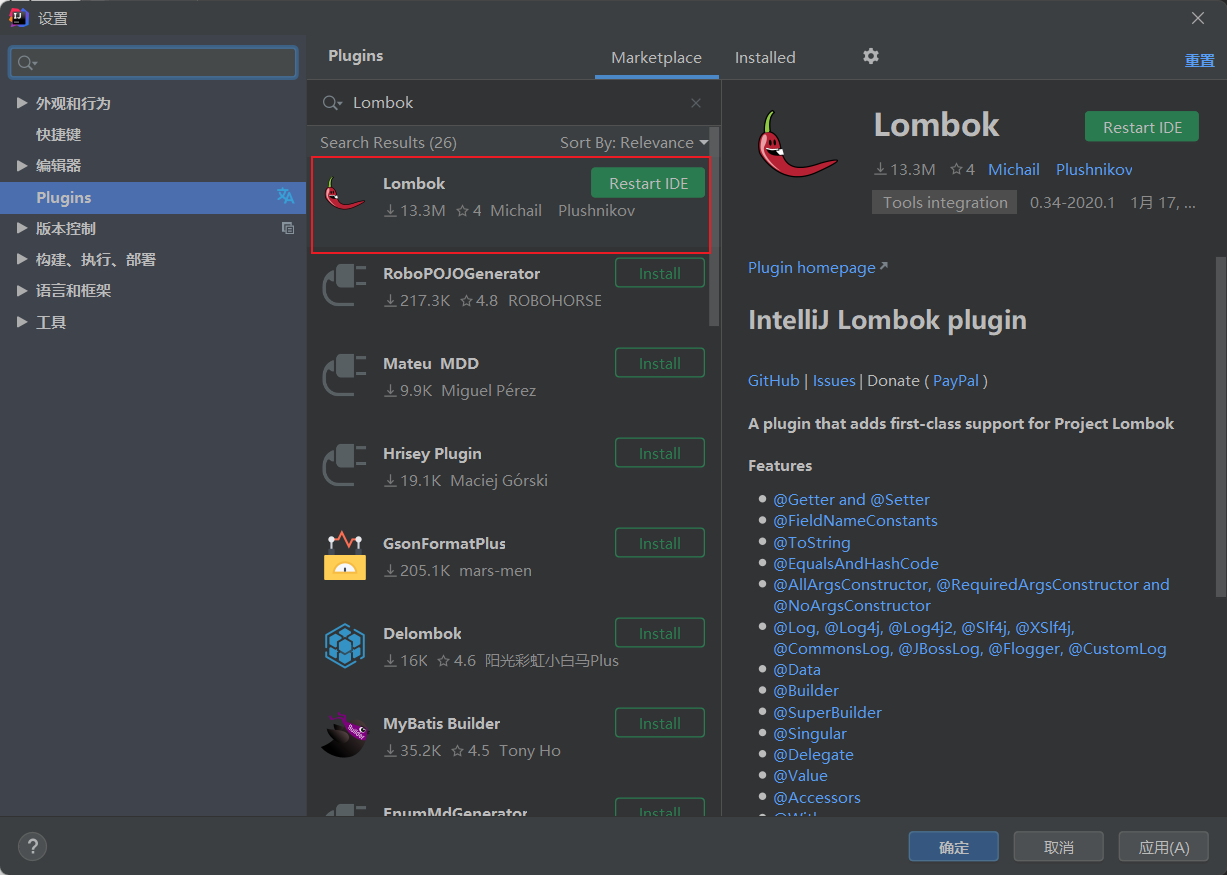 设置
Plugins
Marketplace
Installed
重置
外观和行为
快捷键
编辑器
Plugins
版本控制
构建、执行、部署
语言和框架
工具
Lombok
Search Results (26)
Sort By: Relevance
Lombok
Restart IDE
13.3M 4 Michail Plushnikov
RoboPOJOGenerator
Install
217.3K 4.8 ROBOHORSE
Mateu MDD
Install
9.9K Miguel Pérez
Hrisey Plugin
Install
19.1K Maciej Górski
GsonFormatPlus
Install
205.1K mars-men
Delombok
Install
16K 4.6 阳光彩虹小白马Plus
MyBatis Builder
Install
35.2K 4.5 Tony Ho
EnumMdGenerator
Install
Lombok
Restart IDE
13.3M 4 Michail Plushnikov
Tools integration 0.34-2020.1 1月 17, ...
Plugin homepage
IntelliJ Lombok plugin
GitHub | Issues | Donate ( PayPal )
A plugin that adds first-class support for Project Lombok
Features
@Getter and @Setter
@FieldNameConstants
@ToString
@EqualsAndHashCode
@AllArgsConstructor, @RequiredArgsConstructor and
@NoArgsConstructor
@Log, @Log4j, @Log4j2, @Slf4j, @XSlf4j,
@CommonsLog, @JBossLog, @Flogger, @CustomLog
@Data
@Builder
@SuperBuilder
@Singular
@Delegate
@Value
@Accessors
?
确定
取消
应用(A)